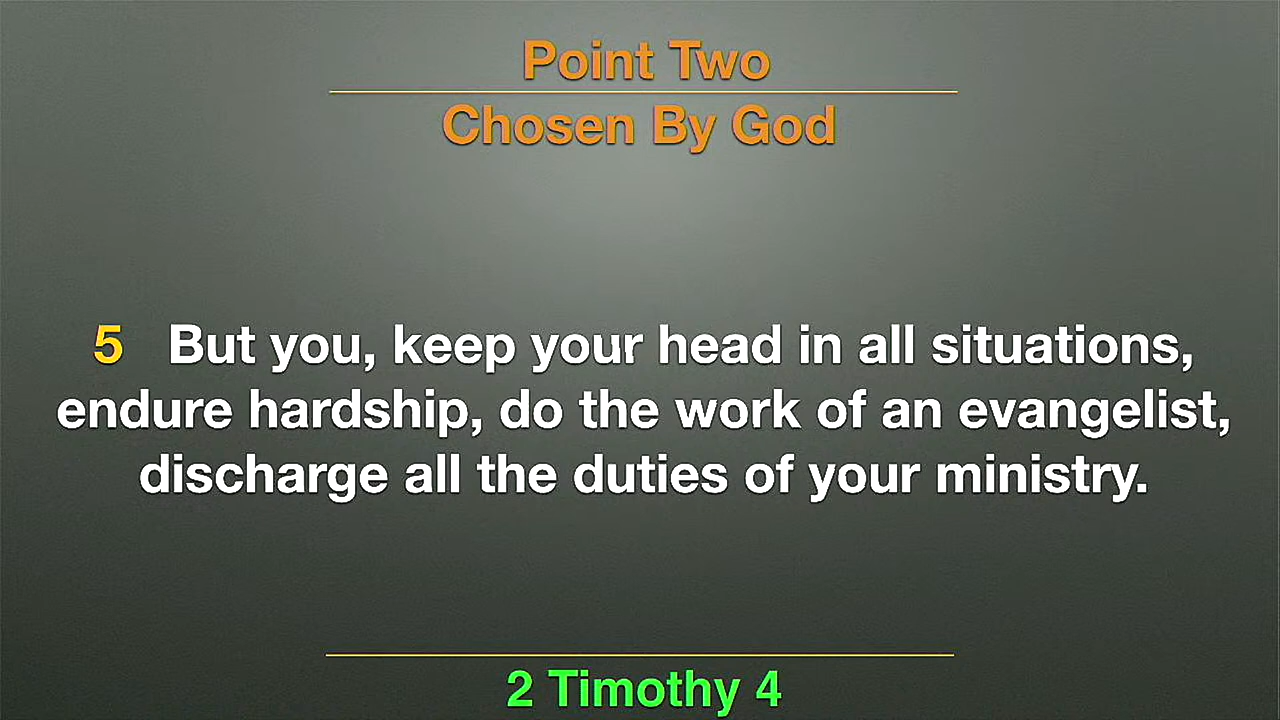 Point Two
Chosen By God
5 But you, keep your head in all situations,
endure hardship, do the work of an evangelist,
discharge all the duties of your ministry.
2 Timothy 4